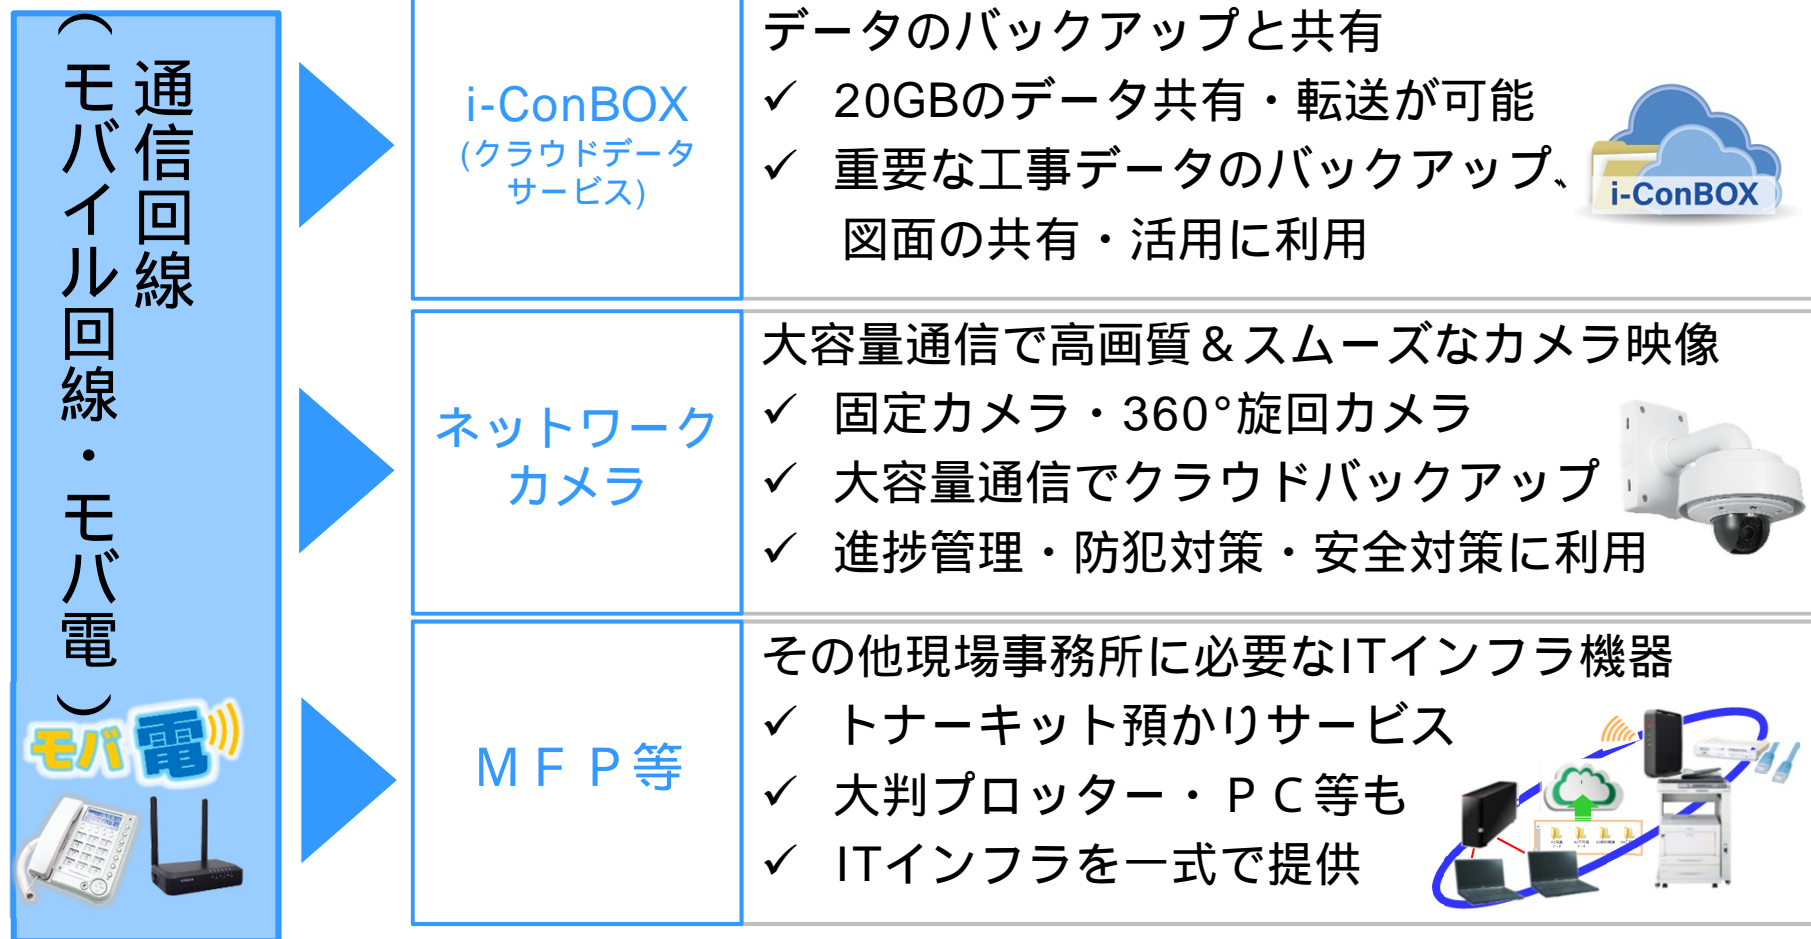 通信回線
（モバイル回線・モバ電）
モバ電
i-ConBOX
(クラウドデータ
サービス)
データのバックアップと共有
✓ 20GBのデータ共有・転送が可能
✓ 重要な工事データのバックアップ、
図面の共有・活用に利用
i-ConBOX
ネットワーク
カメラ
大容量通信で高画質＆スムーズなカメラ映像
✓ 固定カメラ・360°旋回カメラ
✓ 大容量通信でクラウドバックアップ
✓ 進捗管理・防犯対策・安全対策に利用
ＭＦＰ等
その他現場事務所に必要なITインフラ機器
✓ トナーキット預かりサービス
✓ 大判プロッター・ＰＣ等も
✓ ITインフラを一式で提供